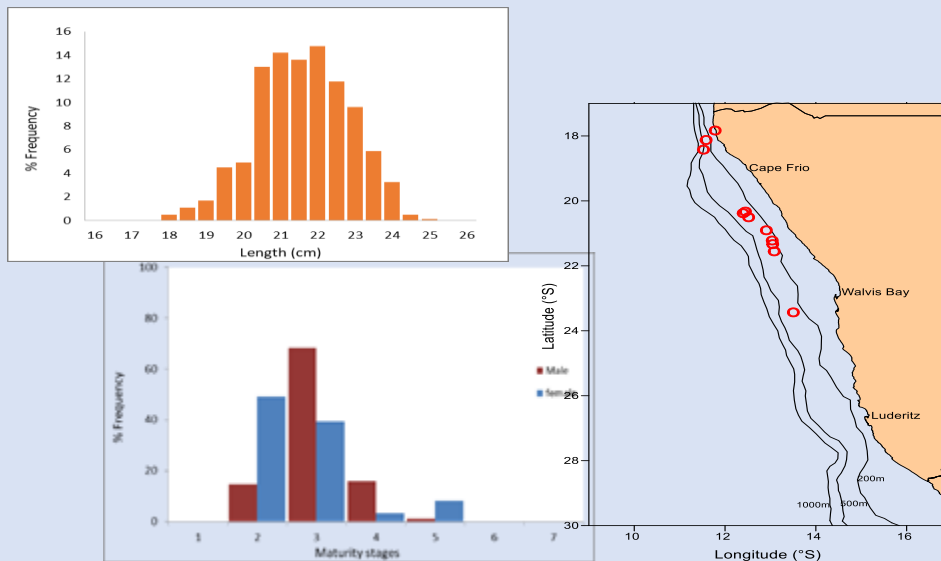 16
14
12
10
8
6
4
2
0
% Frequency
16 17 18 19 20 21 22 23 24 25 26
Length (cm)
100
80
60
40
20
0
% Frequency
Male
female
1 2 3 4 5 6 7
Maturity stages
18
20
22
24
26
28
30
Latitude (°S)
Cape Frio
Walvis Bay
Luderitz
200m
1000m 500m
10 12 14 16
Longitude (°S)